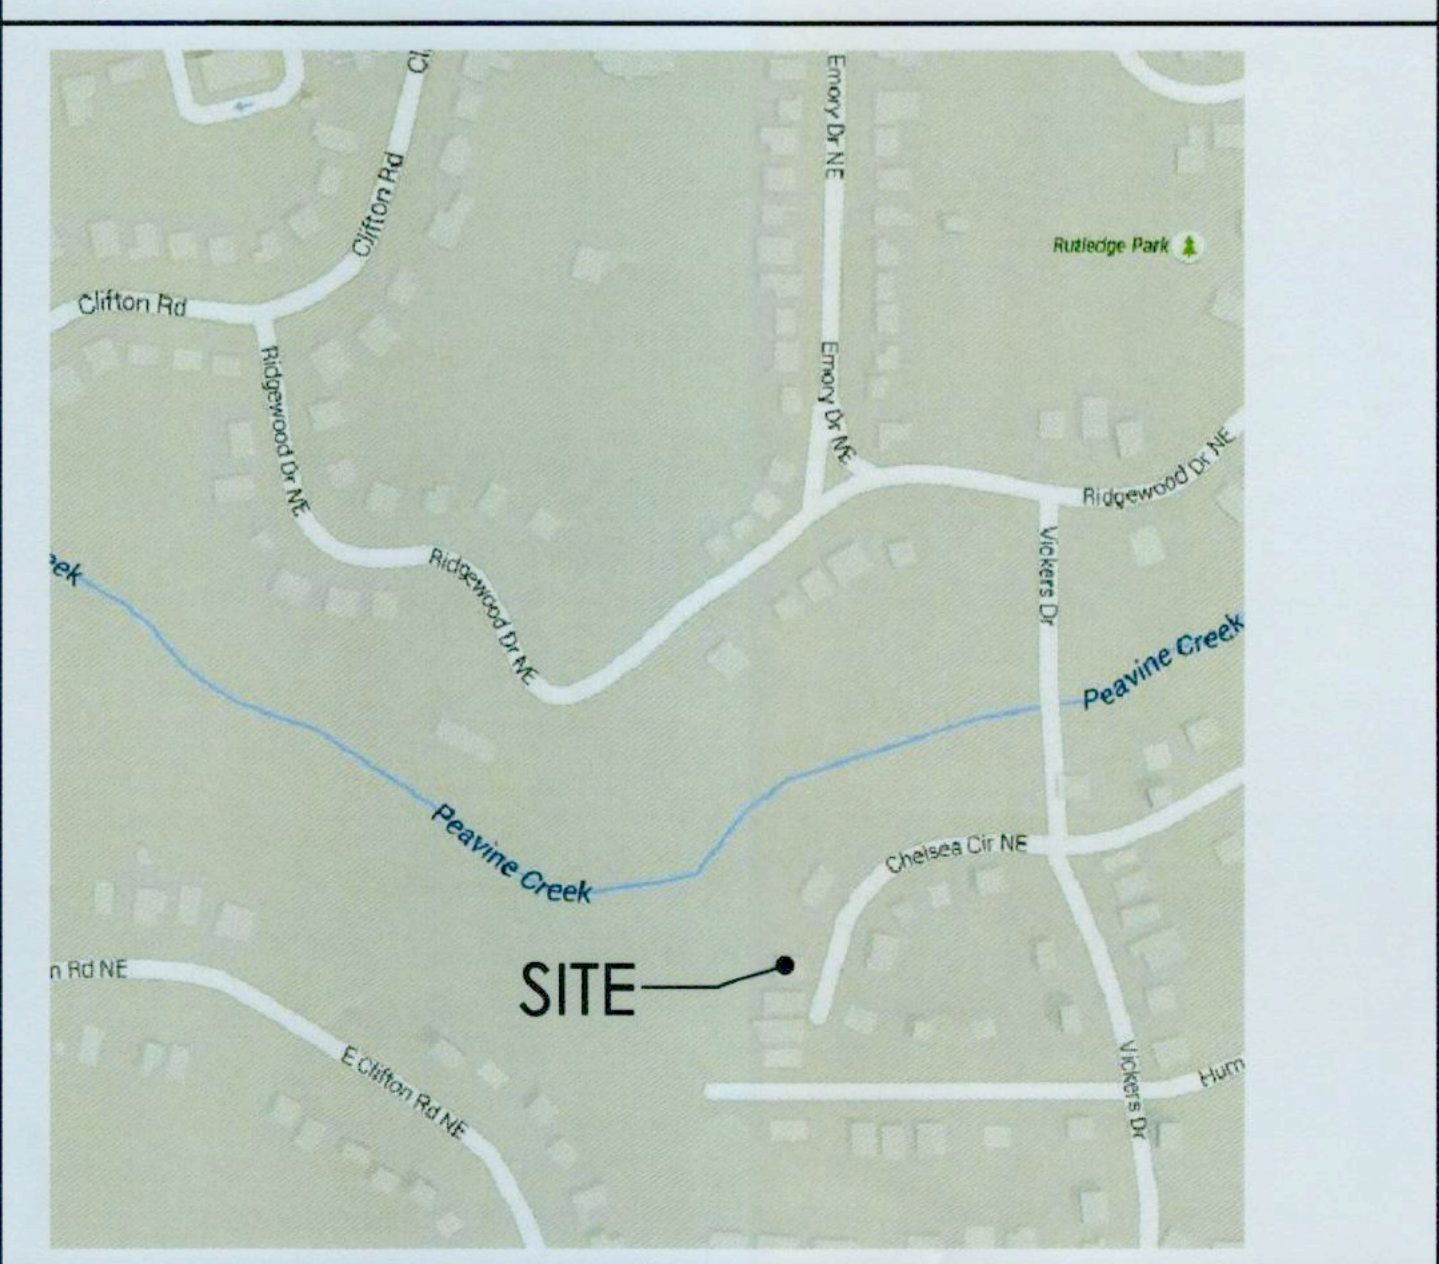 Cl
Emory Dr NE
Clifton Rd
Rutledge Park
Clifton Rd
Ridgewood Dr NE
Emory Dr NE
Ridgewood Dr NE
Vickers Dr
eek
Ridgewood Dr NE
Peavine Creek
Peavine Creek
Chelsea Cir NE
n Rd NE
SITE
E Clifton Rd NE
Vickers Dr
Hum